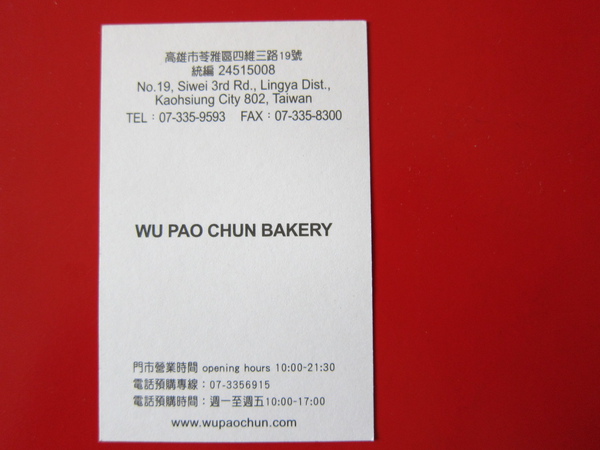 高雄市苓雅區四維三路19號
統編 24515008
No.19, Siwei 3rd Rd., Lingya Dist.,
Kaohsiung City 802, Taiwan
TEL：07-335-9593 FAX：07-335-8300
WU PAO CHUN BAKERY
門市營業時間 opening hours 10:00-21:30
電話預購專線：07-3356915
電話預購時間：週一至週五10:00-17:00
www.wupaochun.com